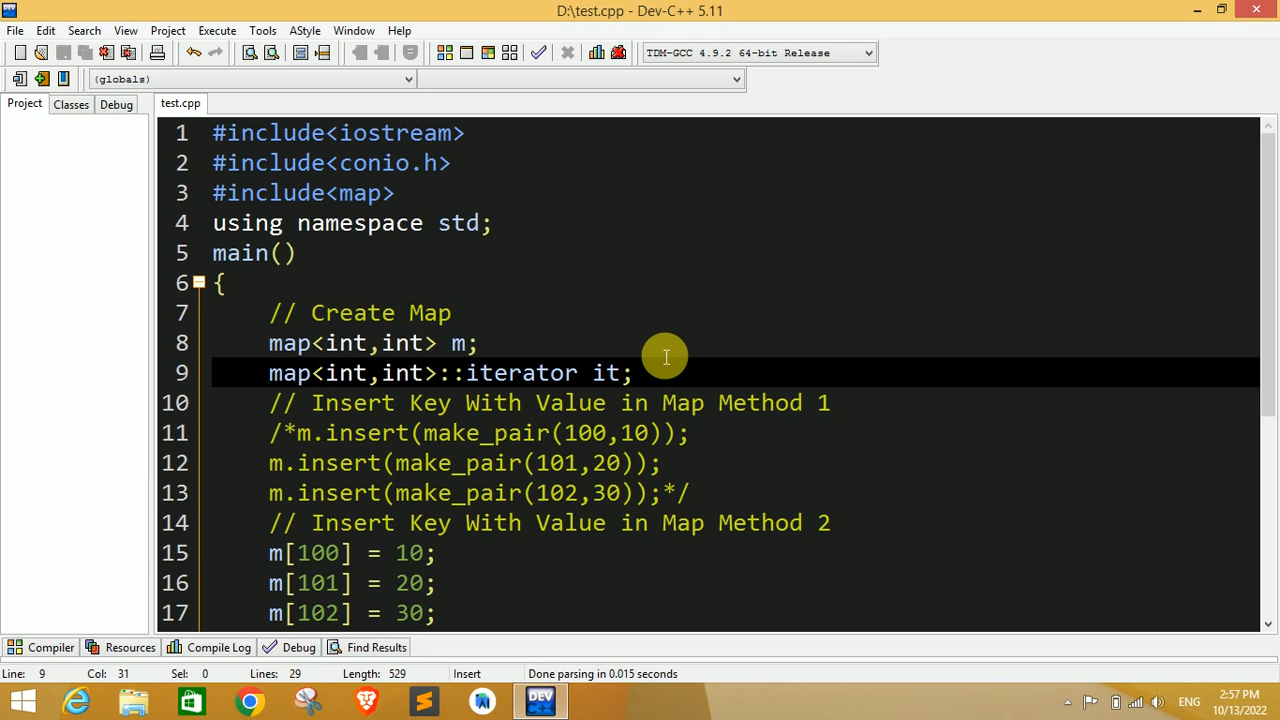 D:\test.cpp - Dev-C++ 5.11
File Edit Search View Project Execute Tools AStyle Window Help
TDM-GCC 4.9.2 64-bit Release
(globals)
Project Classes Debug test.cpp
1 #include<iostream>
2 #include<conio.h>
3 #include<map>
4 using namespace std;
5 main()
6 {
7 // Create Map
8 map<int,int> m;
9 map<int,int>::iterator it;
10 // Insert Key With Value in Map Method 1
11 /*m.insert(make_pair(100,10));
12 m.insert(make_pair(101,20));
13 m.insert(make_pair(102,30));*/
14 // Insert Key With Value in Map Method 2
15 m[100] = 10;
16 m[101] = 20;
17 m[102] = 30;
Compiler Resources Compile Log Debug Find Results
Line: 9 Col: 31 Sel: 0 Lines: 29 Length: 529 Insert Done parsing in 0.015 seconds
DEV C++ AI ENG 2:57 PM
10/13/2022